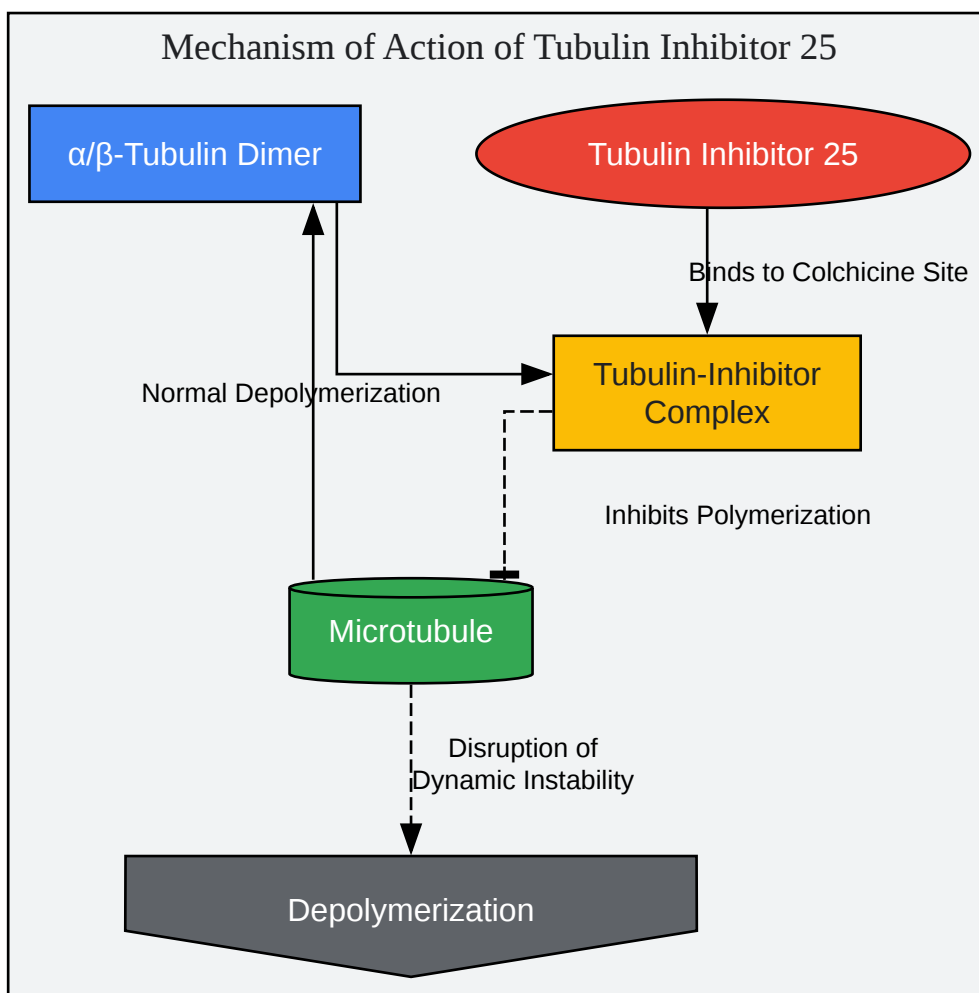 Mechanism of Action of Tubulin Inhibitor 25
α/β-Tubulin Dimer
Tubulin Inhibitor 25
Binds to Colchicine Site
Tubulin-Inhibitor
Complex
Normal Depolymerization
Inhibits Polymerization
Microtubule
Disruption of
Dynamic Instability
Depolymerization